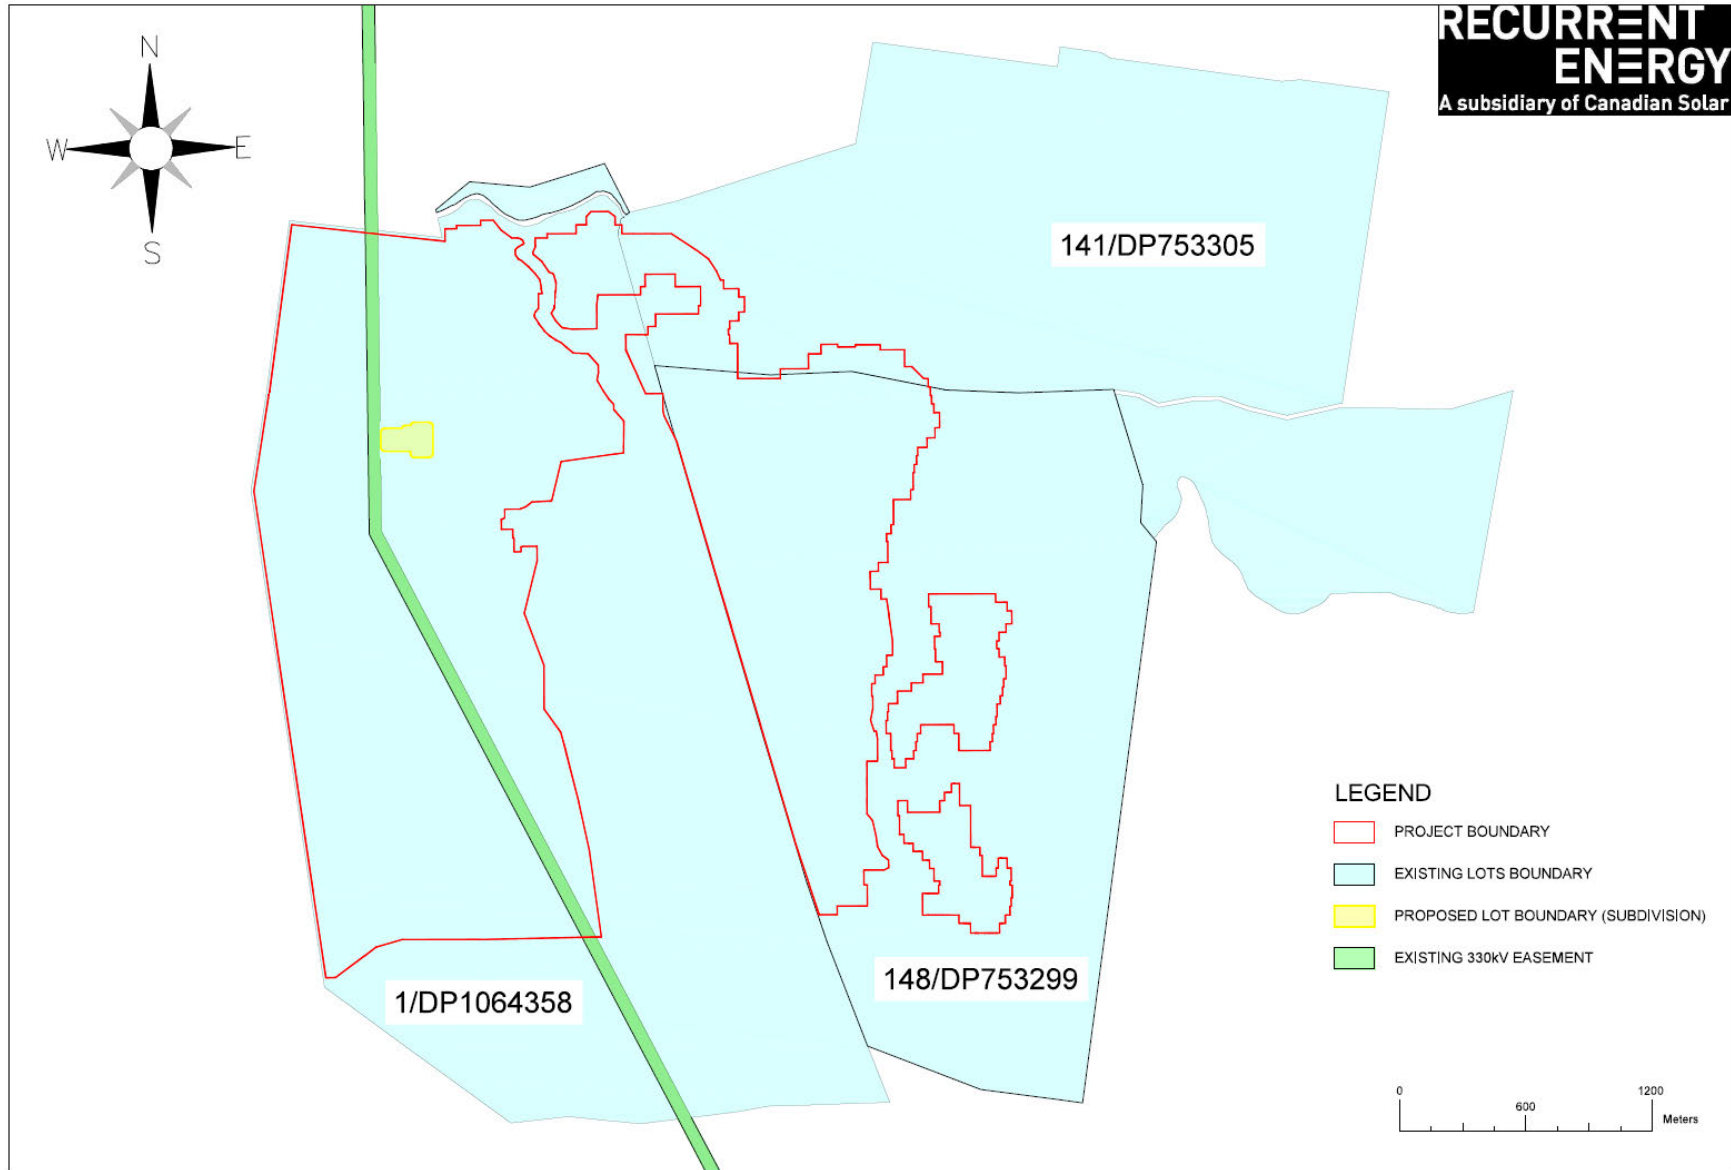 RECURRENT
ENERGY
A subsidiary of Canadian Solar
N
W
E
S
141/DP753305
148/DP753299
1/DP1064358
LEGEND
PROJECT BOUNDARY
EXISTING LOTS BOUNDARY
PROPOSED LOT BOUNDARY (SUBDIVISION)
EXISTING 330kV EASEMENT
0
600
1200
Meters